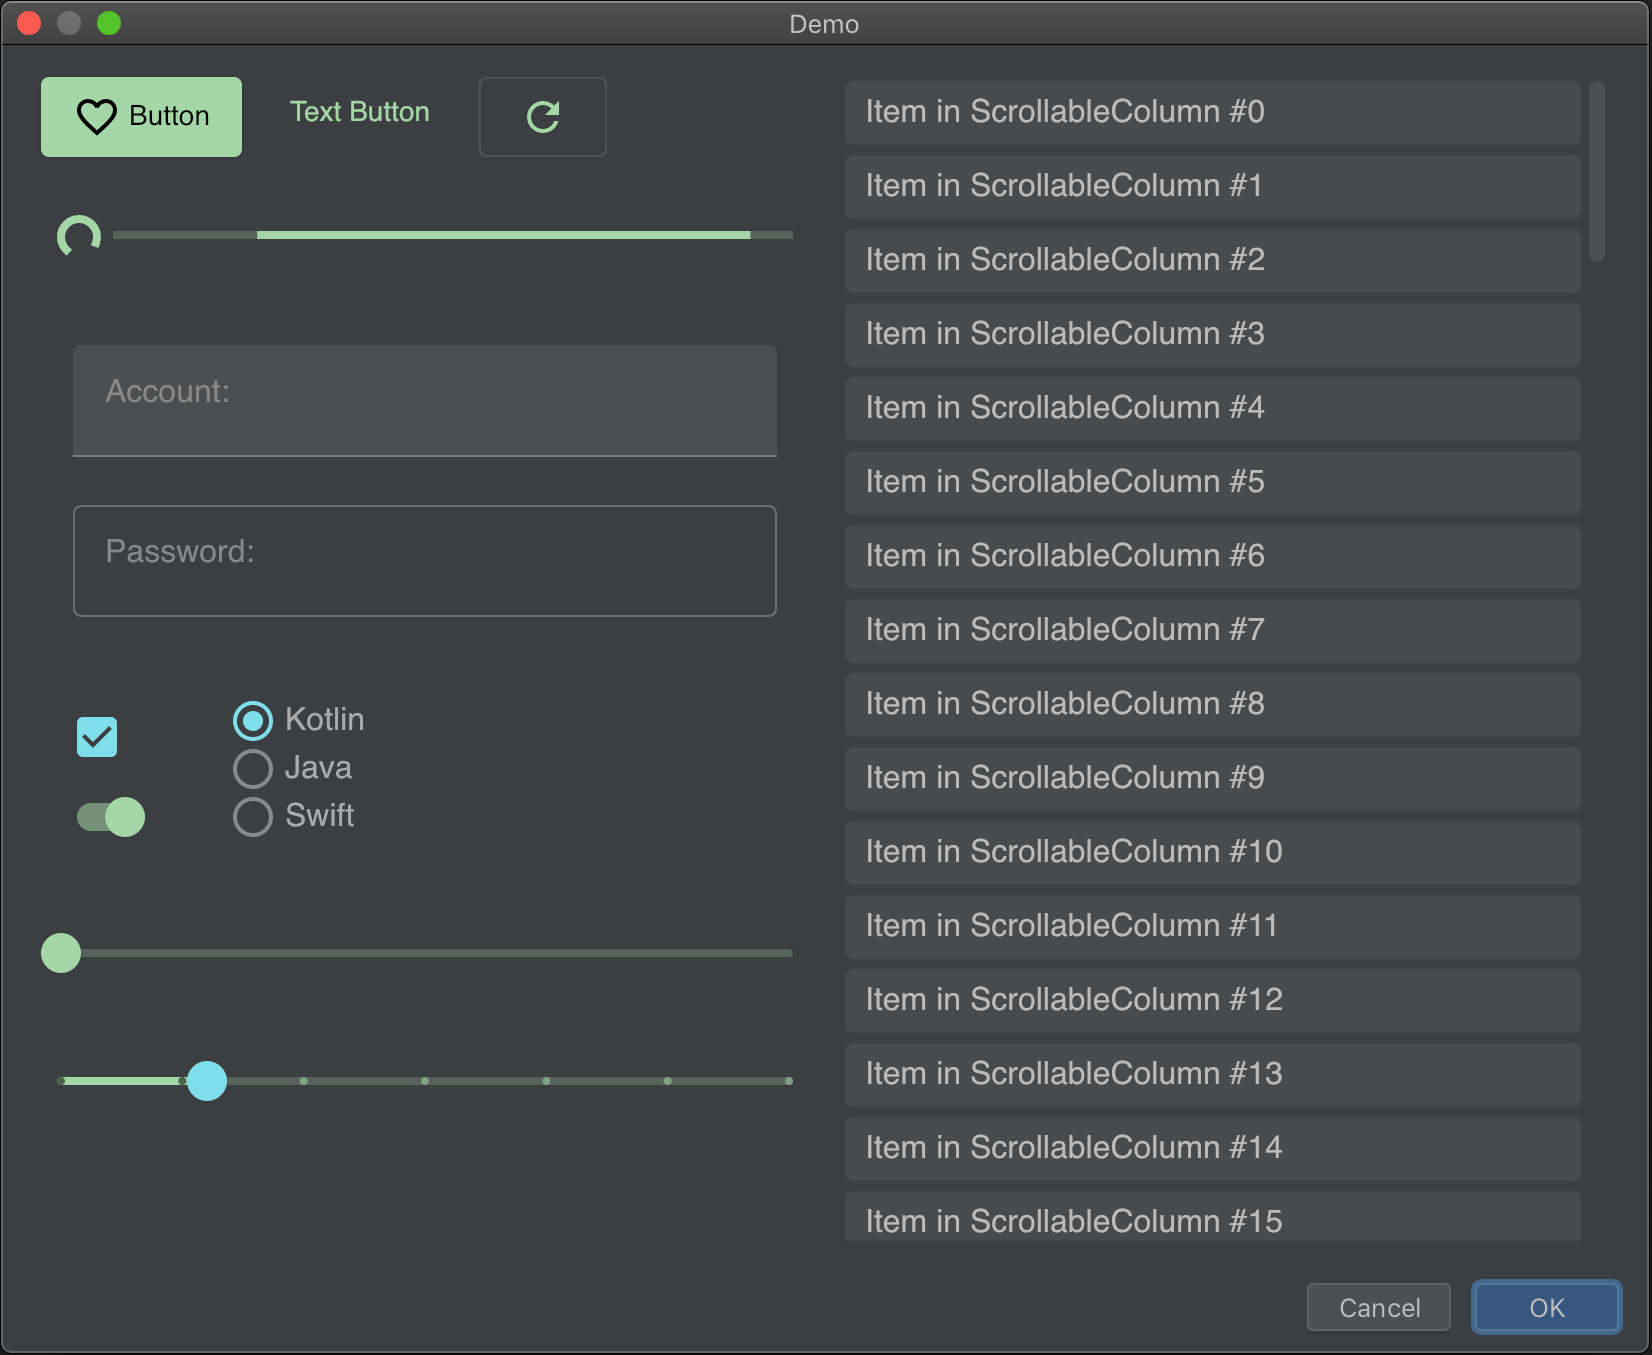 Demo
Button
Text Button
Account:
Password:
Kotlin
Java
Swift
Item in ScrollableColumn #0
Item in ScrollableColumn #1
Item in ScrollableColumn #2
Item in ScrollableColumn #3
Item in ScrollableColumn #4
Item in ScrollableColumn #5
Item in ScrollableColumn #6
Item in ScrollableColumn #7
Item in ScrollableColumn #8
Item in ScrollableColumn #9
Item in ScrollableColumn #10
Item in ScrollableColumn #11
Item in ScrollableColumn #12
Item in ScrollableColumn #13
Item in ScrollableColumn #14
Item in ScrollableColumn #15
Cancel
OK